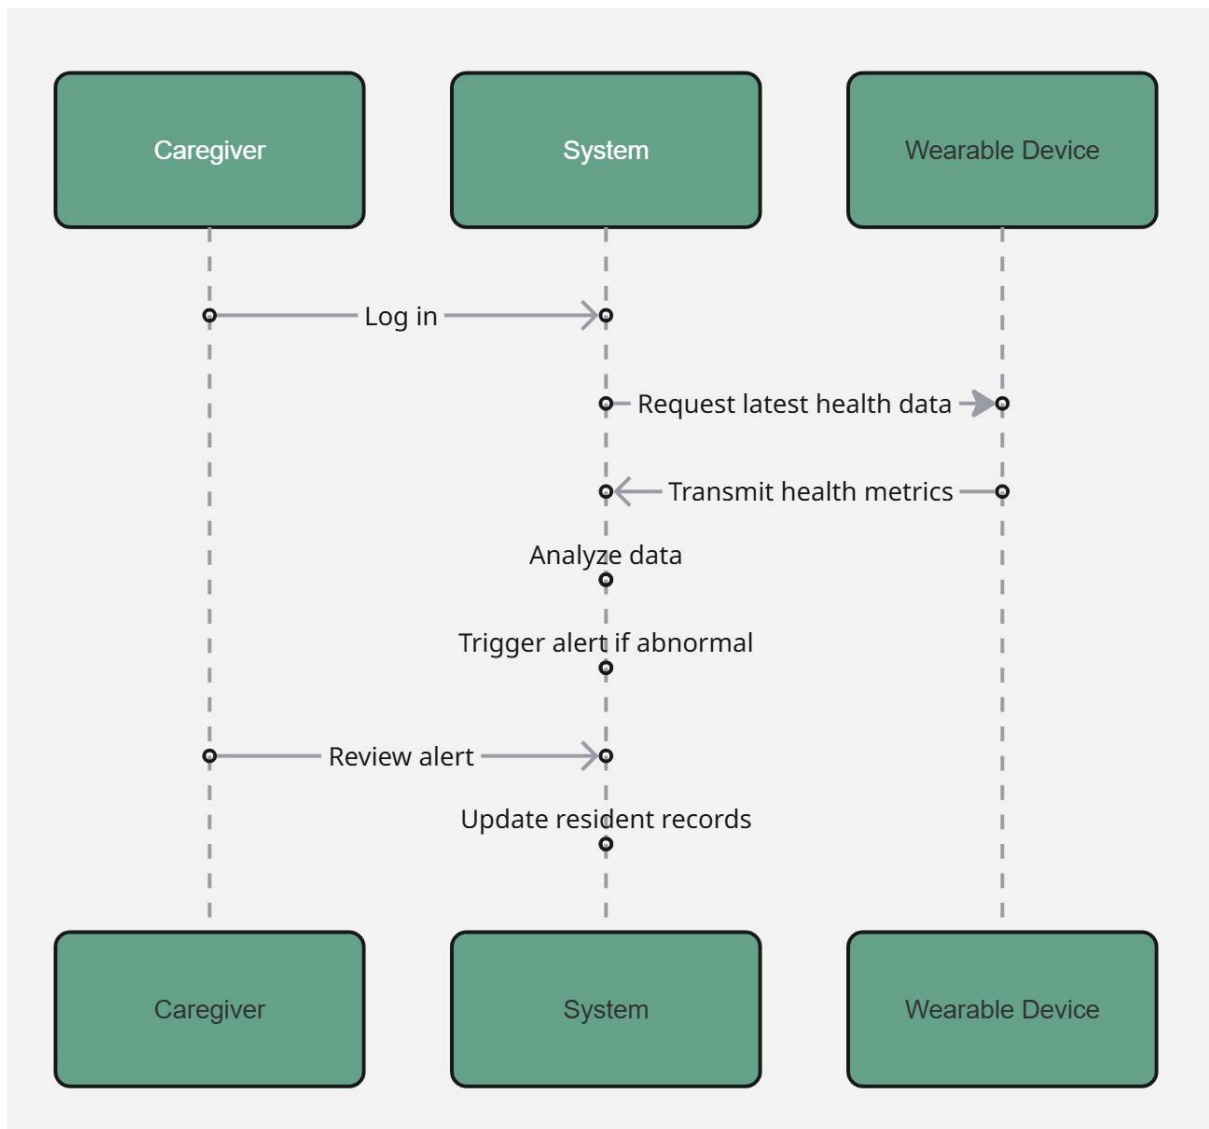 Caregiver
System
Wearable Device
Log in
Request latest health data
Transmit health metrics
Analyze data
Trigger alert if abnormal
Review alert
Update resident records
Caregiver
System
Wearable Device